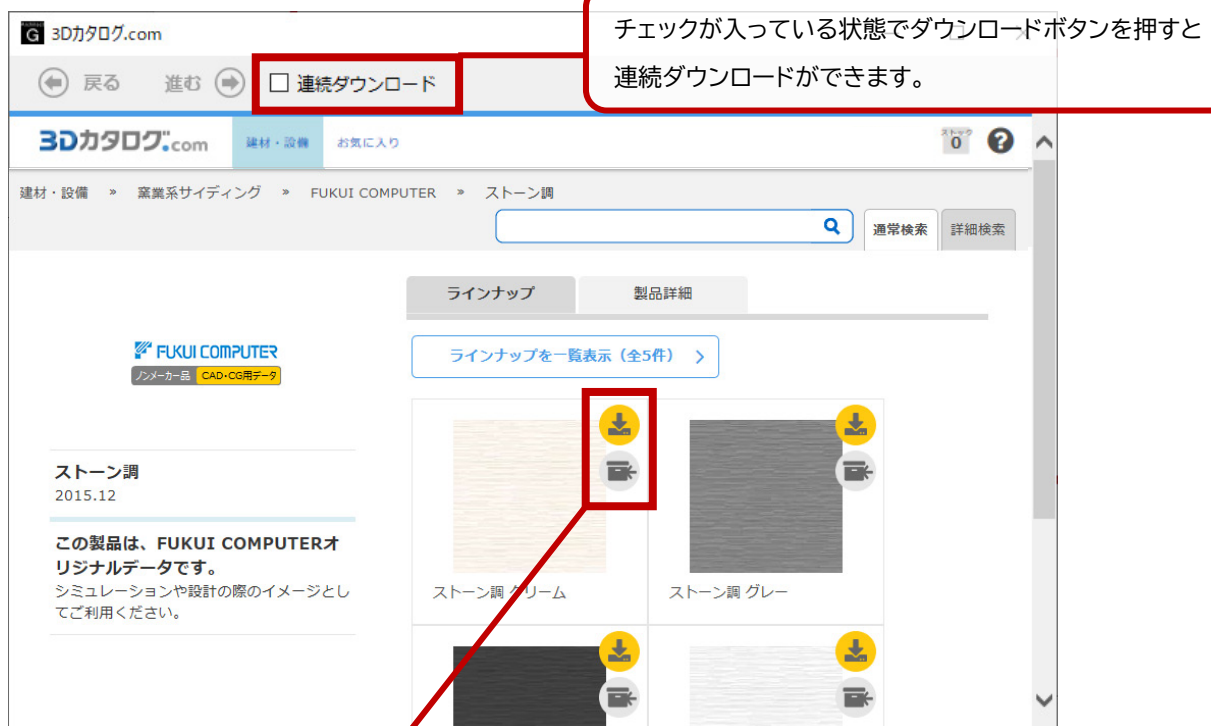 3Dカタログ.com
チェックが入っている状態でダウンロードボタンを押すと
連続ダウンロードができます。
戻る 進む 連続ダウンロード
3Dカタログ.com 建材・設備 お気に入り ストック 0 ?
建材・設備 » 窯業系サイディング » FUKUI COMPUTER » ストーン調
通常検索 詳細検索
ラインナップ 製品詳細
ラインナップを一覧表示（全5件） >
FUKUI COMPUTER
ノンメーカー品 CAD・CG用データ
ストーン調
2015.12
この製品は、FUKUI COMPUTERオ
リジナルデータです。
シミュレーションや設計の際のイメージとし
てご利用ください。
ストーン調 クリーム ストーン調 グレー